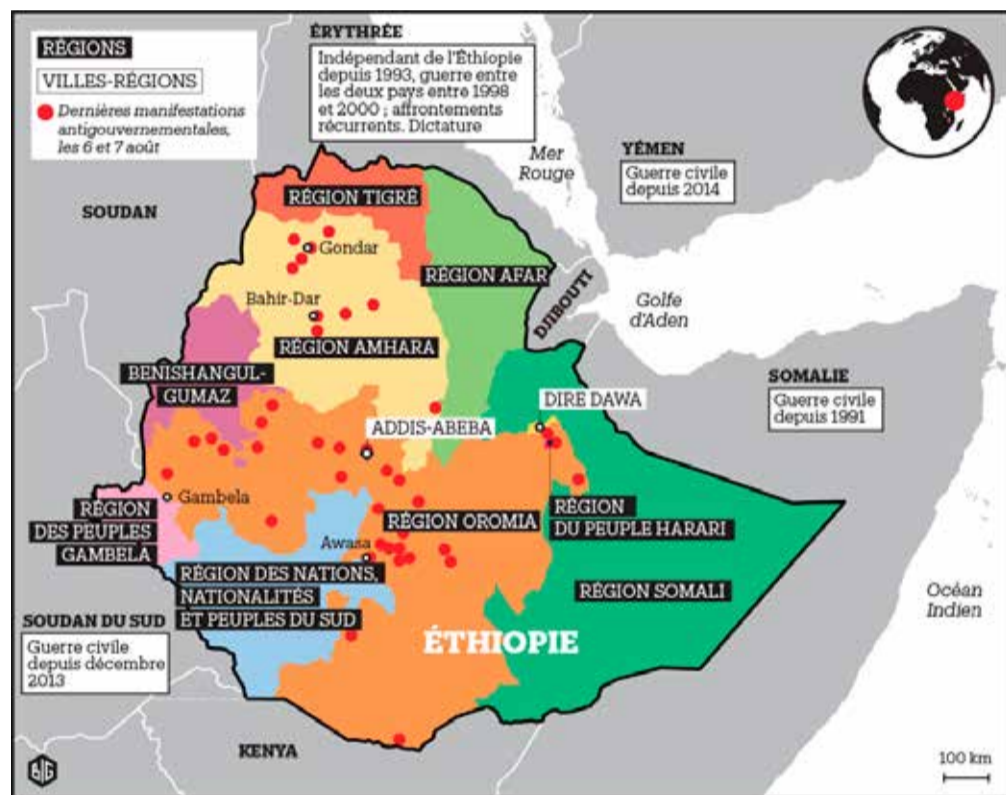 RÉGIONS
VILLES-RÉGIONS
Dernières manifestations
antigouvernementales,
les 6 et 7 août
ÉRYTHRÉE
Indépendant de l'Éthiopie
depuis 1993, guerre entre
les deux pays entre 1998
et 2000 ; affrontements
récurrents. Dictature
Mer
Rouge
YÉMEN
Guerre civile
depuis 2014
SOUDAN
RÉGION TIGRÉ
Gondar
RÉGION AFAR
Bahir-Dar
DJIBOUTI
Golfe
d'Aden
RÉGION AMHARA
BENISHANGUL-
GUMAZ
SOMALIE
Guerre civile
depuis 1991
DIRE DAWA
ADDIS-ABEBA
Gambela
RÉGION
DES PEUPLES
GAMBELA
RÉGION OROMIA
RÉGION
DU PEUPLE HARARI
Awasa
RÉGION DES NATIONS,
NATIONALITÉS
ET PEUPLES DU SUD
RÉGION SOMALI
Océan
Indien
SOUDAN DU SUD
Guerre civile
depuis décembre
2013
ÉTHIOPIE
KENYA
BIG
100 km